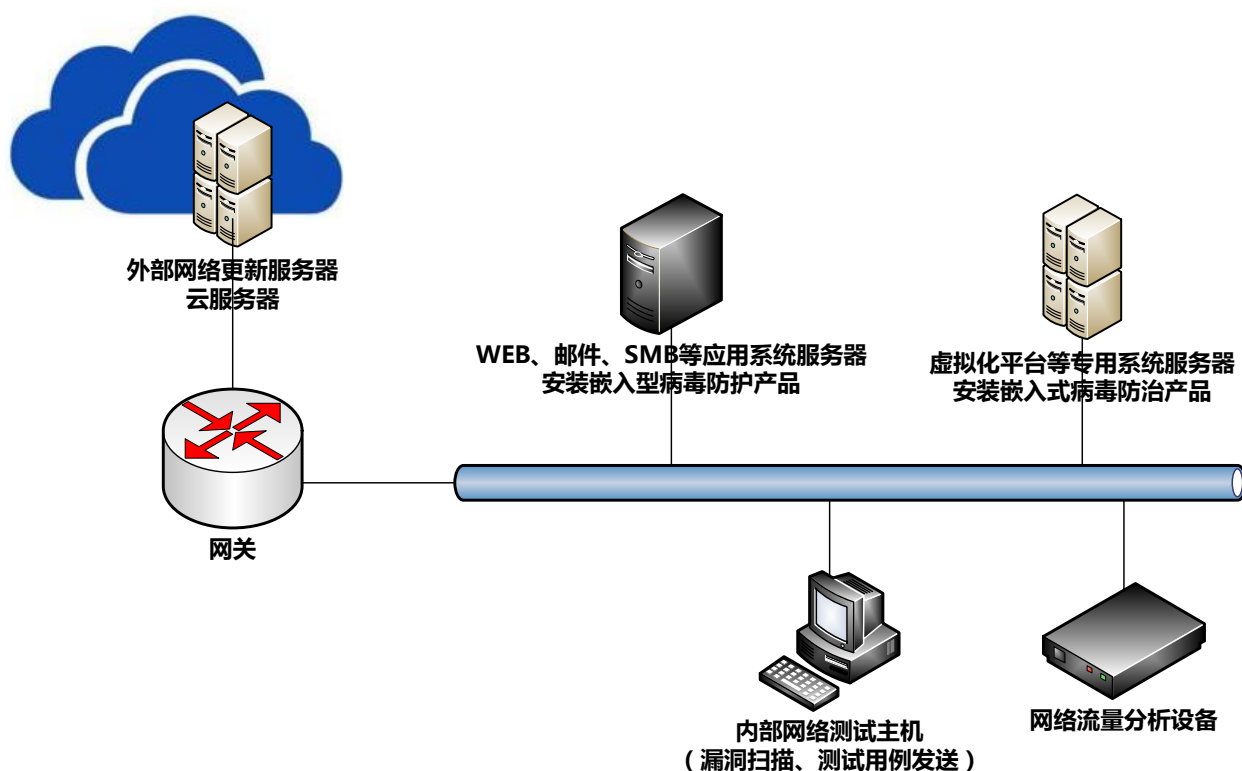 外部网络更新服务器
云服务器
WEB、邮件、SMB等应用系统服务器
安装嵌入型病毒防护产品
虚拟化平台等专用系统服务器
安装嵌入式病毒防治产品
网关
内部网络测试主机
（漏洞扫描、测试用例发送）
网络流量分析设备